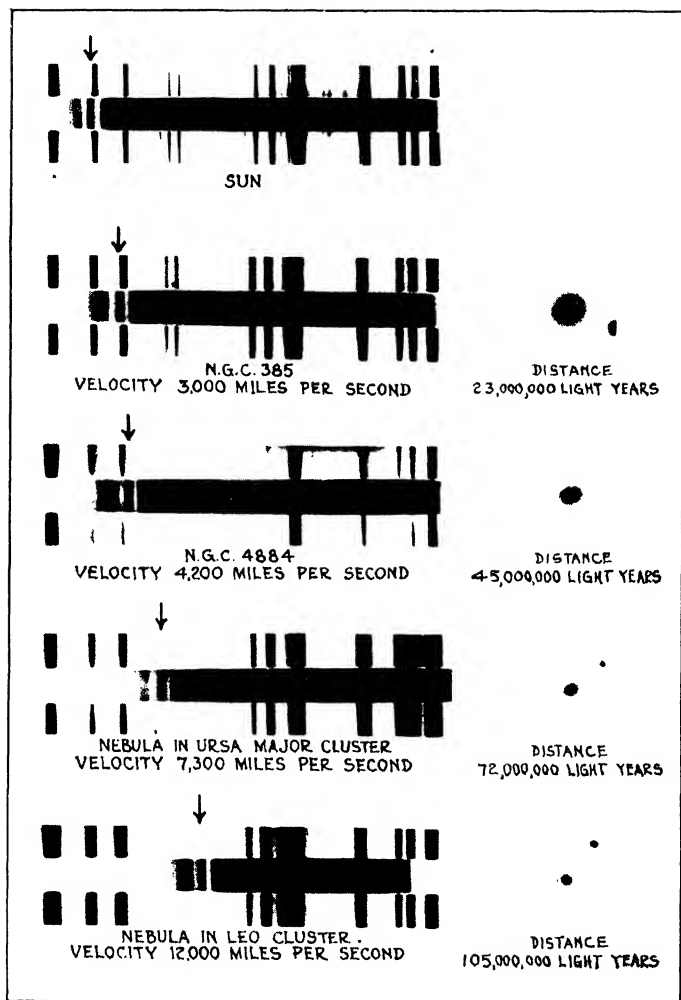 SUN
N.G.C. 385
VELOCITY 3,000 MILES PER SECOND
DISTANCE
23,000,000 LIGHT YEARS
N.G.C. 4884
VELOCITY 4,200 MILES PER SECOND
DISTANCE
45,000,000 LIGHT YEARS
NEBULA IN URSA MAJOR CLUSTER
VELOCITY 7,300 MILES PER SECOND
DISTANCE
72,000,000 LIGHT YEARS
NEBULA IN LEO CLUSTER.
VELOCITY 12,000 MILES PER SECOND
DISTANCE
105,000,000 LIGHT YEARS